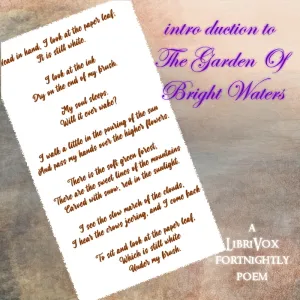 intro duction to
The Garden Of
Bright Waters
Head in hand, I look at the paper leaf,
It is still white.
I look at the ink
Dry on the end of my brush.
My soul sleeps,
Will it ever wake?
I walk a little in the pouring of the sun
And pass my hands over the higher flowers.
There is the soft green forest,
There are the sweet lines of the mountains
Carved with snow, red in the sunlight.
I see the slow march of the clouds,
I hear the crows jeering, and I come back
To sit and look at the paper leaf,
Which is still white
Under my brush.
A
LibriVox
fortnightly
poem